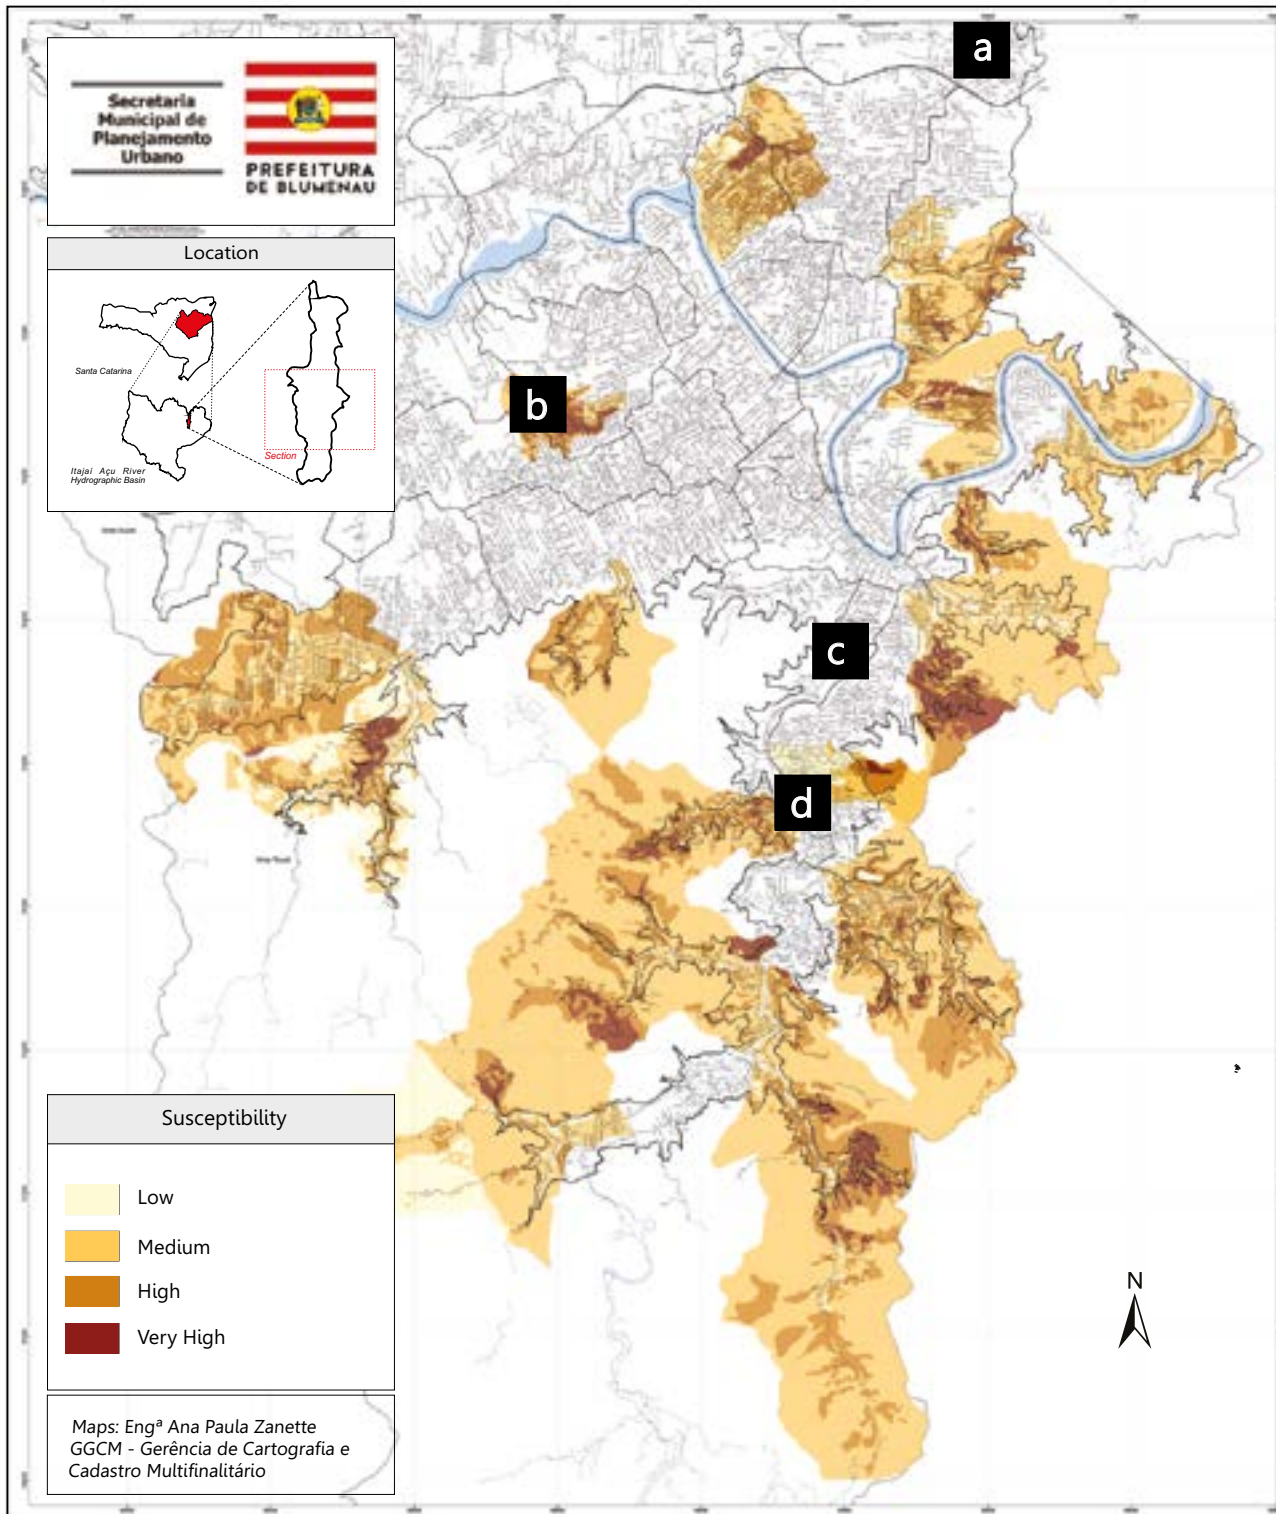 Secretaria
Municipal de
Planejamento
Urbano
PREFEITURA
DE BLUMENAU
Location
Santa Catarina
Itajaí Açu River
Hydrographic Basin
Section
a
b
c
d
Susceptibility
Low
Medium
High
Very High
N
Maps: Engª Ana Paula Zanette
GGCM - Gerência de Cartografia e
Cadastro Multifinalitário